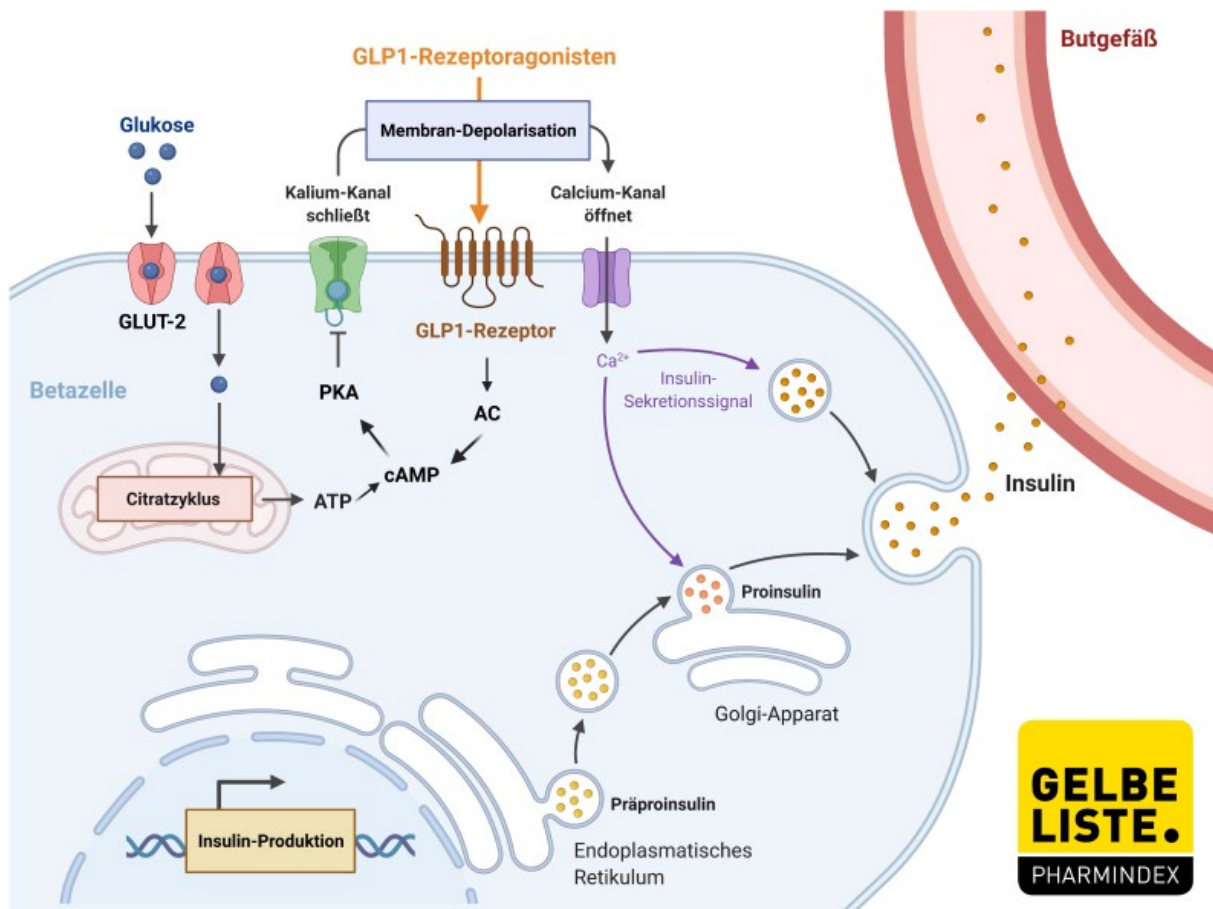 GLP1-Rezeptoragonisten
Butgefäß
Glukose
Membran-Depolarisation
Kalium-Kanal
schließt
Calcium-Kanal
öffnet
GLUT-2
GLP1-Rezeptor
Ca²⁺
Insulin-
Sekretionssignal
Betazelle
PKA
AC
cAMP
Citratzyklus
ATP
Insulin
Proinsulin
Golgi-Apparat
Präproinsulin
Insulin-Produktion
Endoplasmatisches
Retikulum
GELBE
LISTE.
PHARMINDEX